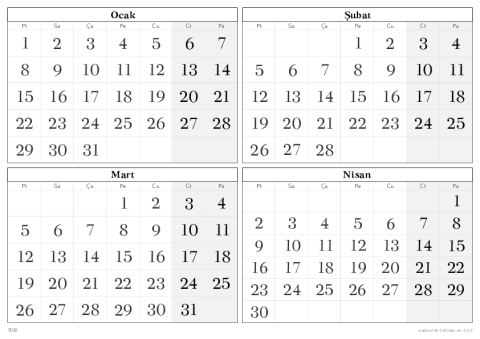 Ocak
Pt Sa Ça Pe Cu Ct Pa
1 2 3 4 5 6 7
8 9 10 11 12 13 14
15 16 17 18 19 20 21
22 23 24 25 26 27 28
29 30 31
Şubat
Pt Sa Ça Pe Cu Ct Pa
1 2 3 4
5 6 7 8 9 10 11
12 13 14 15 16 17 18
19 20 21 22 23 24 25
26 27 28
Mart
Pt Sa Ça Pe Cu Ct Pa
1 2 3 4
5 6 7 8 9 10 11
12 13 14 15 16 17 18
19 20 21 22 23 24 25
26 27 28 29 30 31
Nisan
Pt Sa Ça Pe Cu Ct Pa
1
2 3 4 5 6 7 8
9 10 11 12 13 14 15
16 17 18 19 20 21 22
23 24 25 26 27 28 29
30
2018